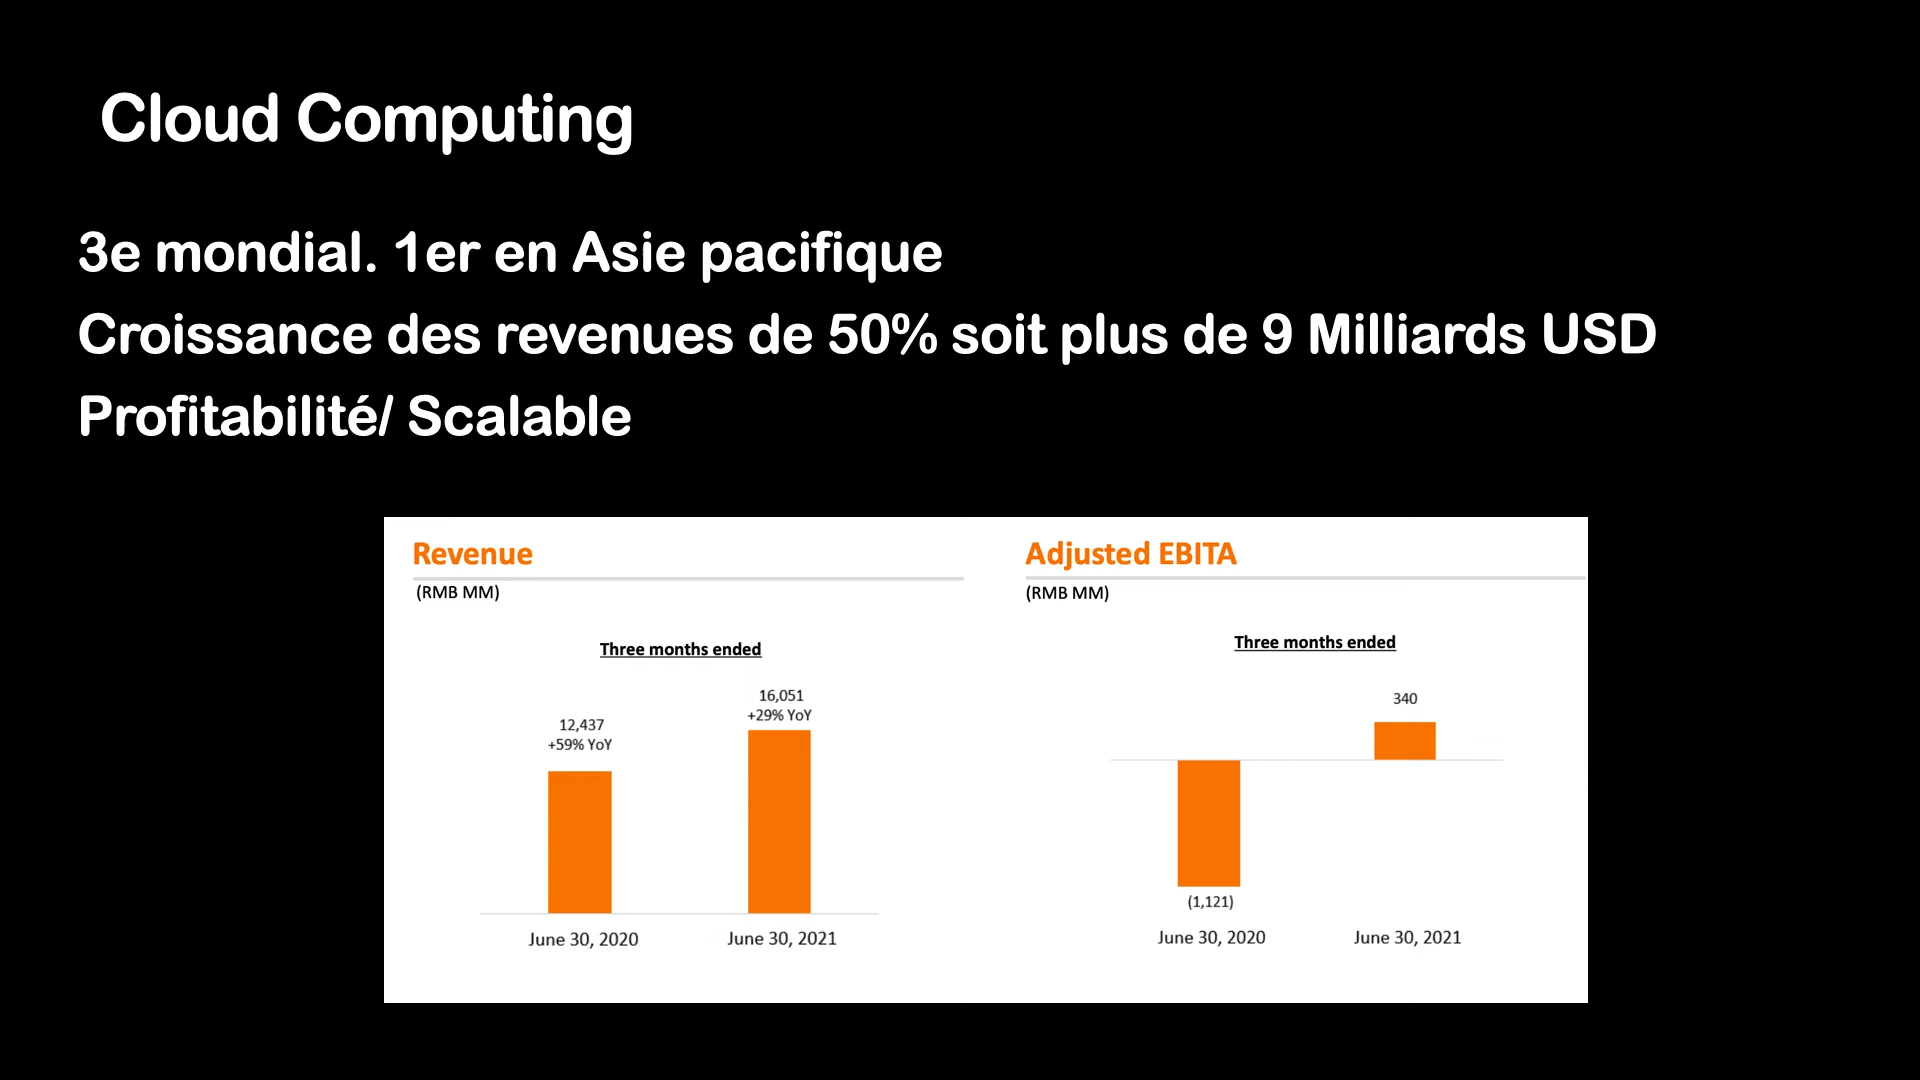 Cloud Computing
3e mondial. 1er en Asie pacifique
Croissance des revenues de 50% soit plus de 9 Milliards USD
Profitabilité/ Scalable
Revenue
(RMB MM)
Three months ended
12,437
+59% YoY
16,051
+29% YoY
June 30, 2020
June 30, 2021
Adjusted EBITA
(RMB MM)
Three months ended
340
(1,121)
June 30, 2020
June 30, 2021